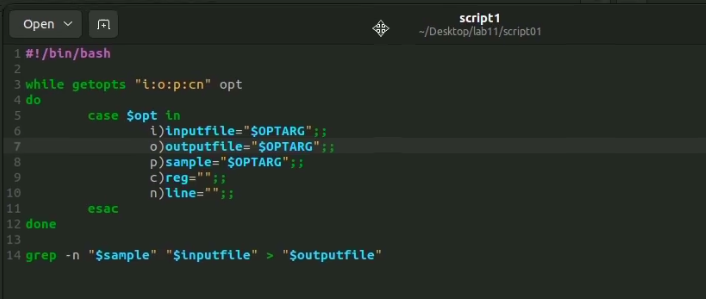 Open
script1
~/Desktop/lab11/script01
1 #!/bin/bash
2
3 while getopts "i:o:p:cn" opt
4 do
5         case $opt in
6                 i)inputfile="$OPTARG";;
7                 o)outputfile="$OPTARG";;
8                 p)sample="$OPTARG";;
9                 c)reg="";;
10                 n)line="";;
11         esac
12 done
13
14 grep -n "$sample" "$inputfile" > "$outputfile"